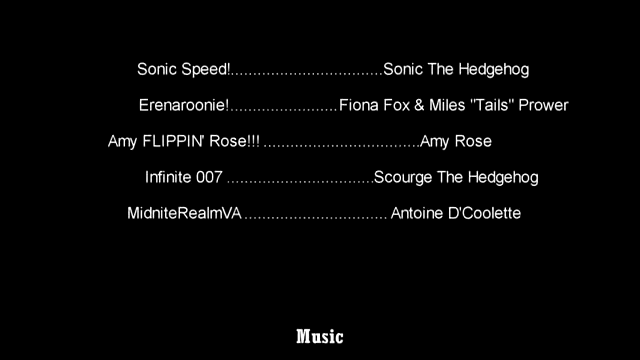 Sonic Speed!..................................Sonic The Hedgehog
Erenaroonie!........................Fiona Fox & Miles "Tails" Prower
Amy FLIPPIN' Rose!!!...................................Amy Rose
Infinite 007.................................Scourge The Hedgehog
MidniteRealmVA................................Antoine D'Coolette
Music